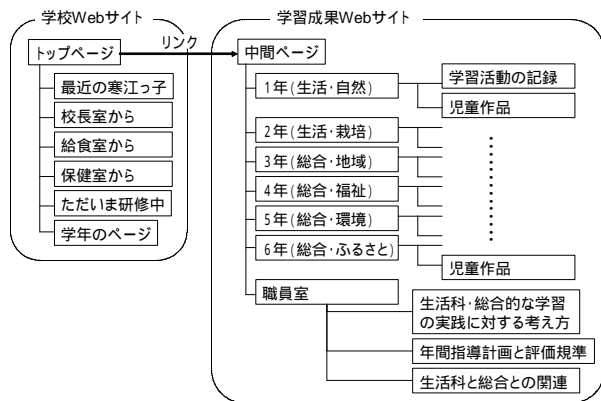 学校Webサイト
学習成果Webサイト
トップページ
リンク
中間ページ
最近の寒江っ子
校長室から
給食室から
保健室から
ただいま研修中
学年のページ
1年(生活・自然)
学習活動の記録
児童作品
2年(生活・栽培)
3年(総合・地域)
4年(総合・福祉)
5年(総合・環境)
6年(総合・ふるさと)
児童作品
職員室
生活科・総合的な学習
の実践に対する考え方
年間指導計画と評価規準
生活科と総合との関連